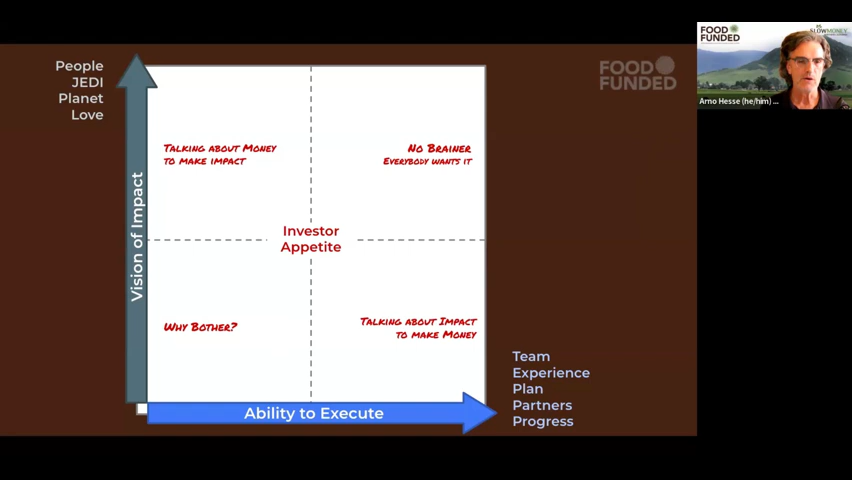 People
JEDI
Planet
Love
Vision of Impact
Talking about Money
to make impact
No Brainer
Everybody wants it
Investor
Appetite
Why Bother?
Talking about Impact
to make Money
Ability to Execute
Team
Experience
Plan
Partners
Progress
FOOD
FUNDED
FOOD
FUNDED
SLOWMONEY
Arno Hesse (he/him) ...